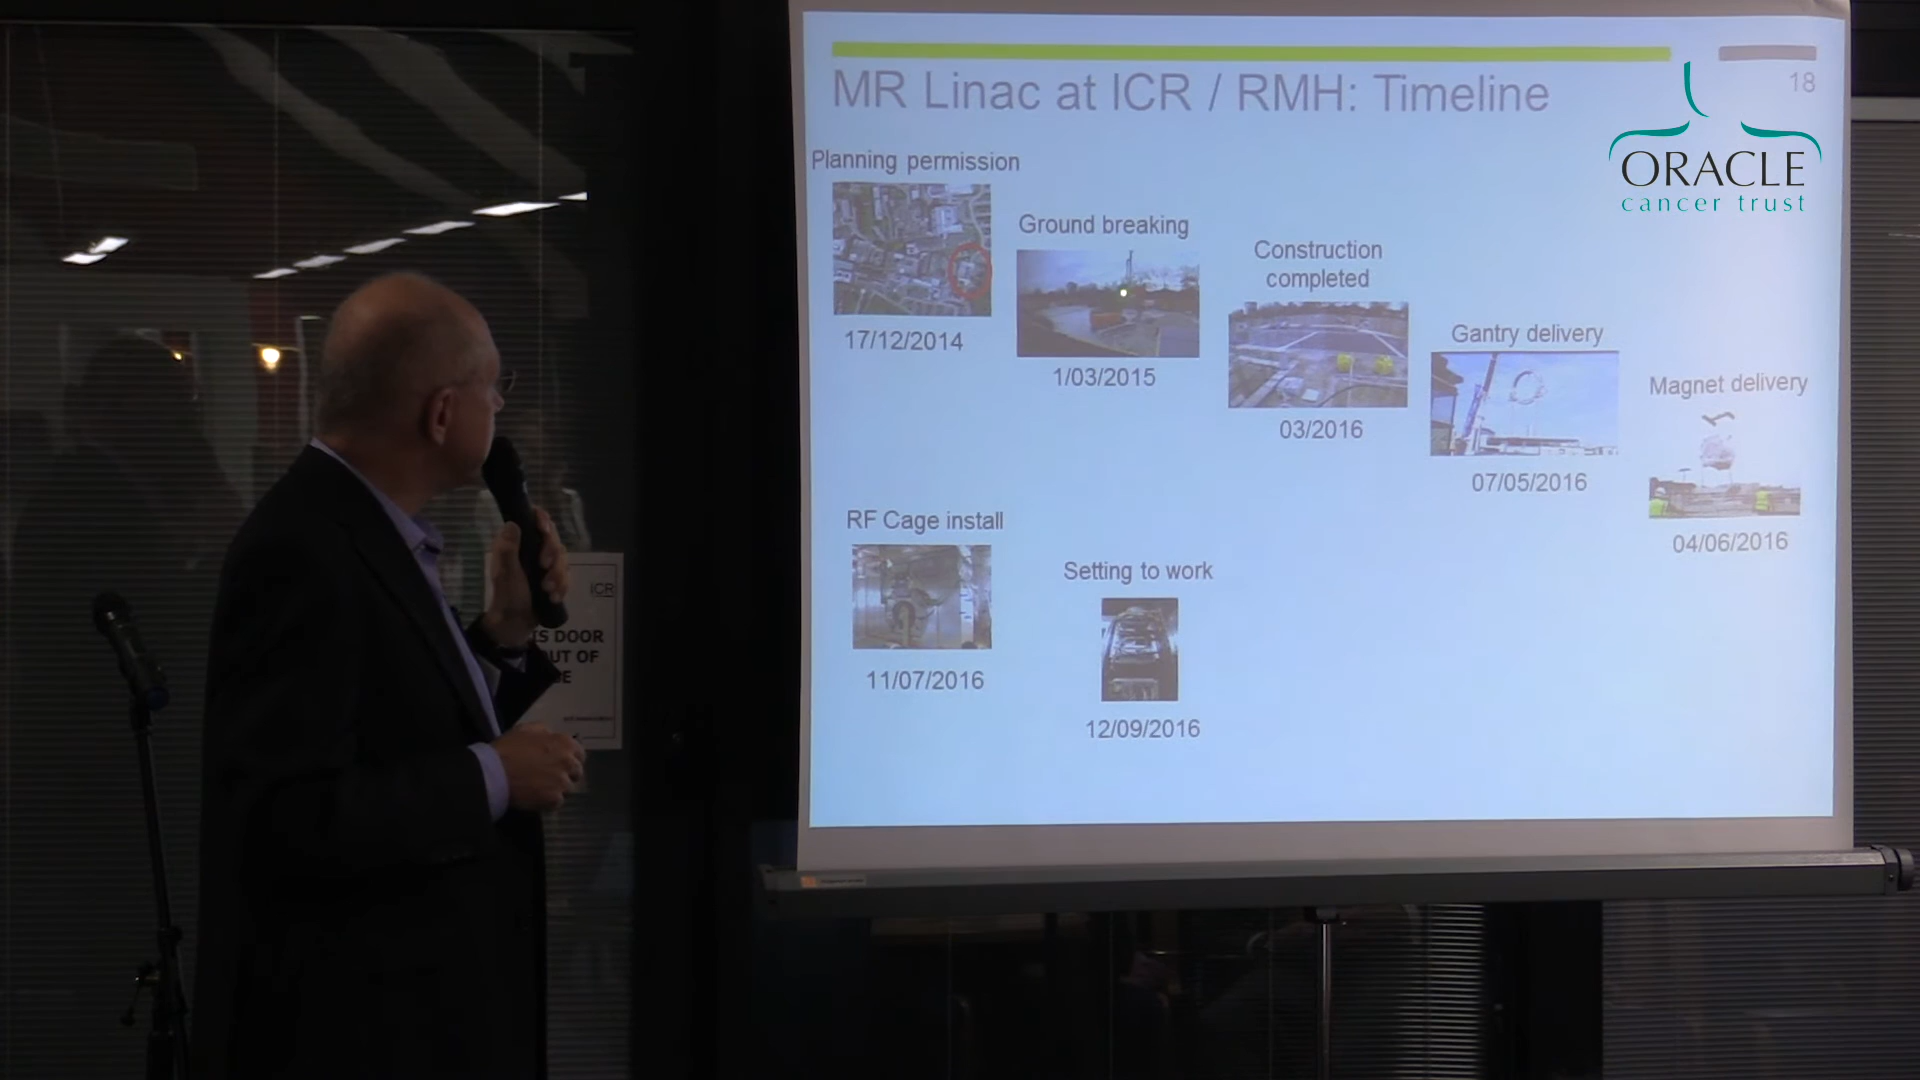 MR Linac at ICR / RMH: Timeline
18
ORACLE
cancer trust
Planning permission
17/12/2014
Ground breaking
1/03/2015
Construction
completed
03/2016
Gantry delivery
07/05/2016
Magnet delivery
04/06/2016
RF Cage install
11/07/2016
Setting to work
12/09/2016
ICR
IS DOOR
UT OF